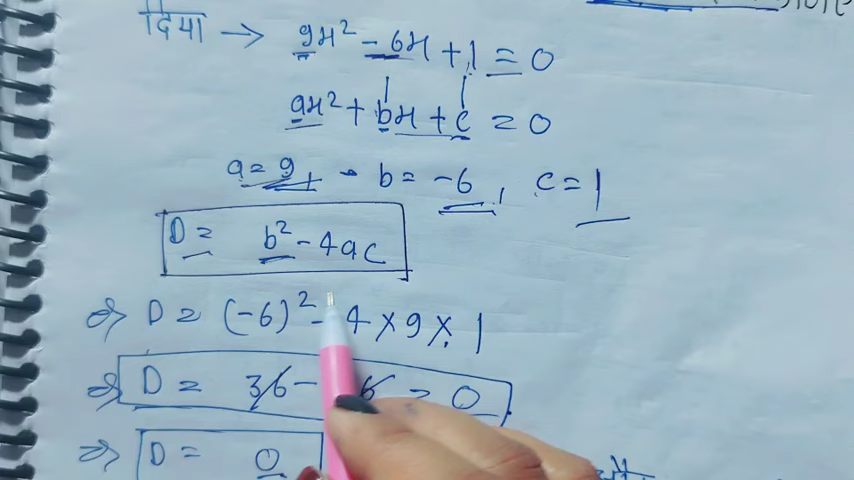 दिया → 9x² - 6x + 1 = 0
ax² + bx + c = 0
a = 9, b = -6, c = 1
D = b² - 4ac
⇒ D = (-6)² - 4 × 9 × 1
⇒ D = 36 - 6 = 0
⇒ D = 0